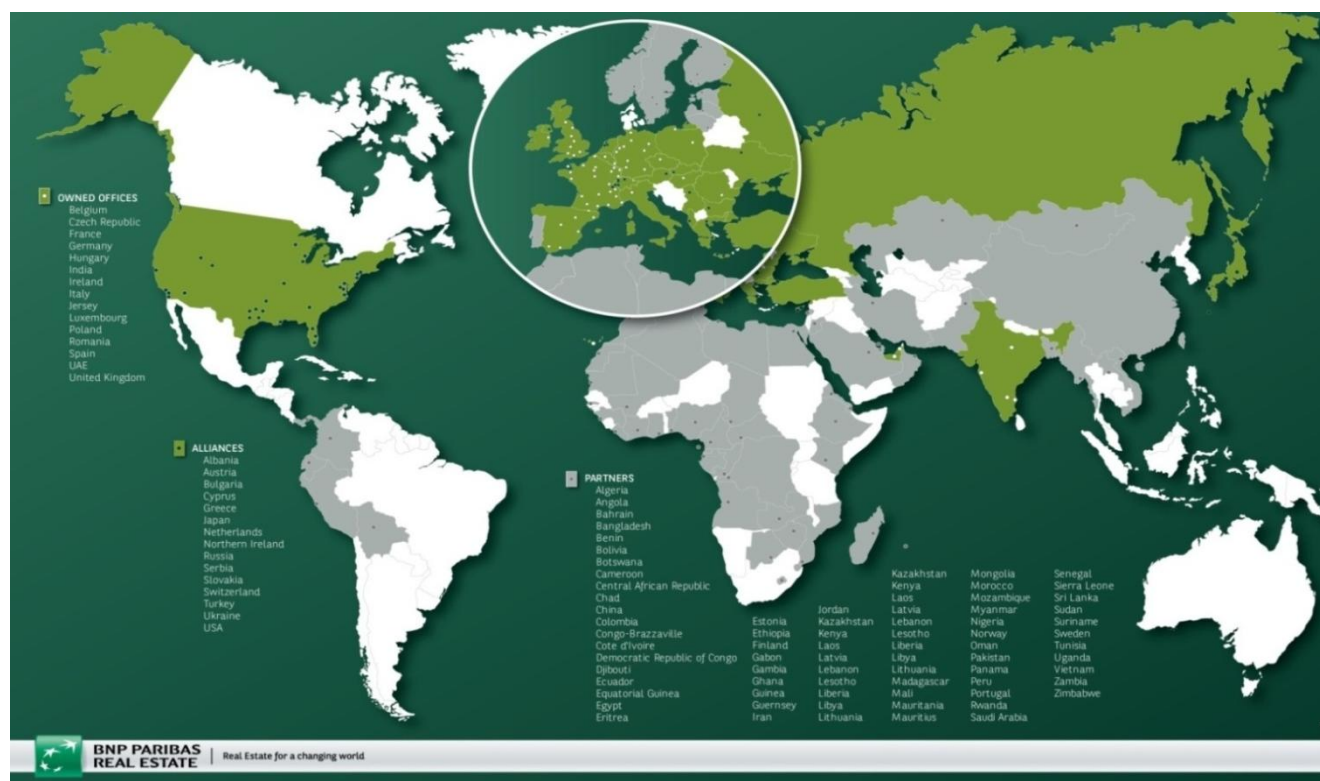 OWNED OFFICES
Belgium
Czech Republic
France
Germany
Hungary
India
Ireland
Italy
Jersey
Luxembourg
Poland
Romania
Spain
UAE
United Kingdom
ALLIANCES
Albania
Austria
Bulgaria
Cyprus
Greece
Japan
Netherlands
Northern Ireland
Russia
Serbia
Slovakia
Switzerland
Turkey
Ukraine
USA
PARTNERS
Algeria
Angola
Bahrain
Bangladesh
Benin
Bolivia
Botswana
Cameroon
Central African Republic
Chad
China
Colombia
Congo-Brazzaville
Cote d'Ivoire
Democratic Republic of Congo
Djibouti
Ecuador
Equatorial Guinea
Egypt
Eritrea
Estonia
Ethiopia
Finland
Gabon
Gambia
Ghana
Guinea
Guernsey
Iran
Jordan
Kazakhstan
Kenya
Laos
Latvia
Lebanon
Lesotho
Liberia
Libya
Lithuania
Kazakhstan
Kenya
Laos
Latvia
Lebanon
Lesotho
Liberia
Libya
Lithuania
Madagascar
Mali
Mauritania
Mauritius
Mongolia
Morocco
Mozambique
Myanmar
Nigeria
Norway
Oman
Pakistan
Panama
Peru
Portugal
Rwanda
Saudi Arabia
Senegal
Sierra Leone
Sri Lanka
Sudan
Suriname
Sweden
Tunisia
Uganda
Vietnam
Zambia
Zimbabwe
BNP PARIBAS
REAL ESTATE
Real Estate for a changing world